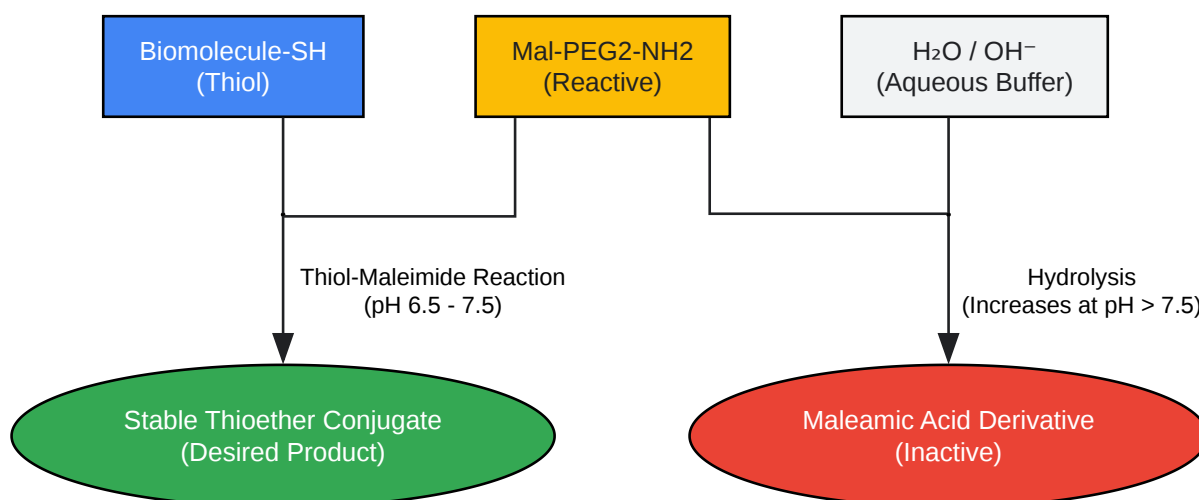 Biomolecule-SH
(Thiol)
Mal-PEG2-NH2
(Reactive)
H₂O / OH⁻
(Aqueous Buffer)
Thiol-Maleimide Reaction
(pH 6.5 - 7.5)
Hydrolysis
(Increases at pH > 7.5)
Stable Thioether Conjugate
(Desired Product)
Maleamic Acid Derivative
(Inactive)